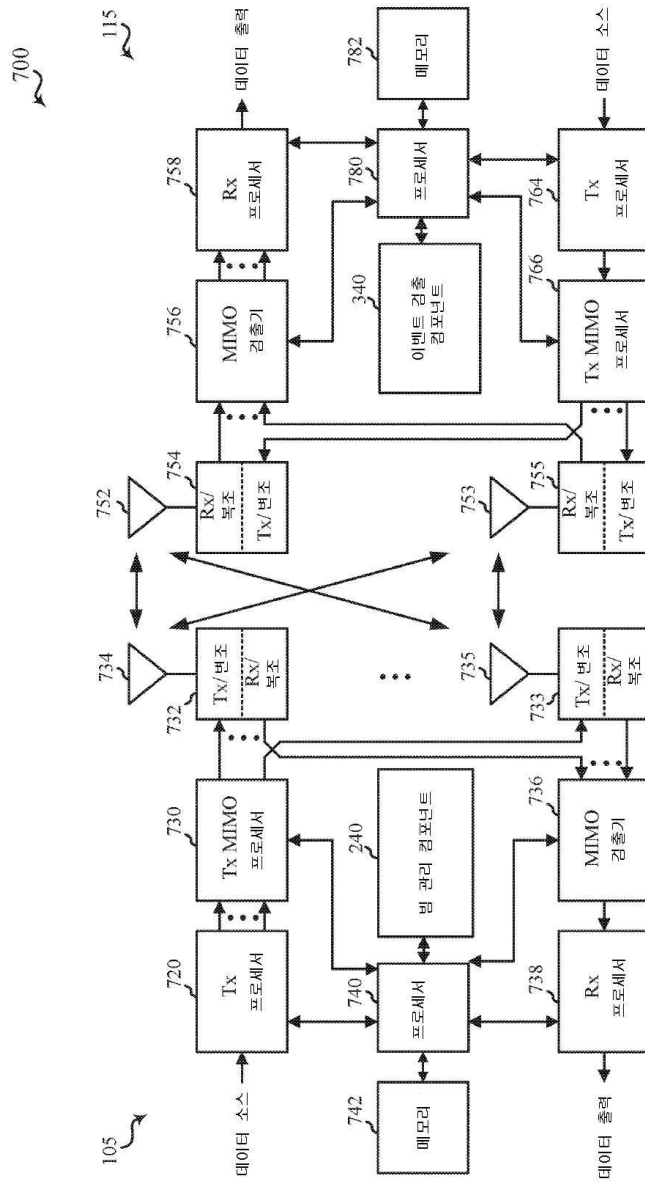 700
105
115
720
730
732
734
752
754
756
758
데이터 소스
Tx
프로세서
Tx MIMO
프로세서
Tx/변조
Rx/
복조
Rx/
복조
Tx/변조
MIMO
검출기
Rx
프로세서
데이터 출력
742
740
240
340
780
782
메모리
프로세서
빔 관리 컴포넌트
이벤트 검출
컴포넌트
프로세서
메모리
738
736
733
735
753
755
766
764
데이터 출력
Rx
프로세서
MIMO
검출기
Tx/변조
Rx/
복조
Rx/
복조
Tx/변조
Tx MIMO
프로세서
Tx
프로세서
데이터 소스